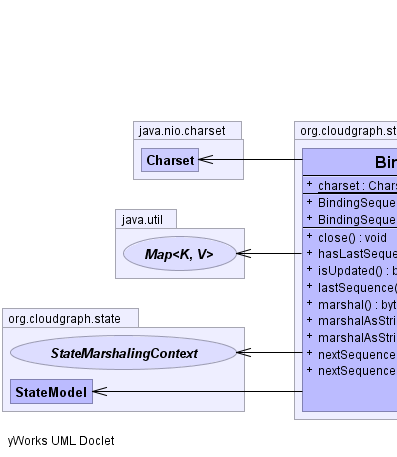 java.nio.charset
Charset
java.util
Map<K, V>
org.cloudgraph.state
StateMarshalingContext
StateModel
org.cloudgraph.st
Bin
+ charset : Chars
+ BindingSeque
+ BindingSeque
+ close() : void
+ hasLastSeque
+ isUpdated() : b
+ lastSequence(
+ marshal() : byt
+ marshalAsStri
+ marshalAsStri
+ nextSequence
+ nextSequence
yWorks UML Doclet